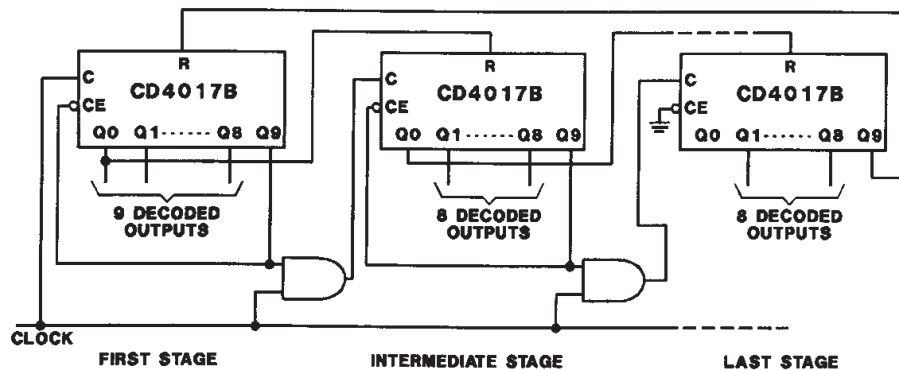 R
C
CD4017B
CE
Q0 Q1 ······ Q8 Q9
9 DECODED
OUTPUTS
R
C
CD4017B
CE
Q0 Q1 ······ Q8 Q9
8 DECODED
OUTPUTS
R
C
CD4017B
CE
Q0 Q1 ······ Q8 Q9
8 DECODED
OUTPUTS
CLOCK
FIRST STAGE
INTERMEDIATE STAGE
LAST STAGE